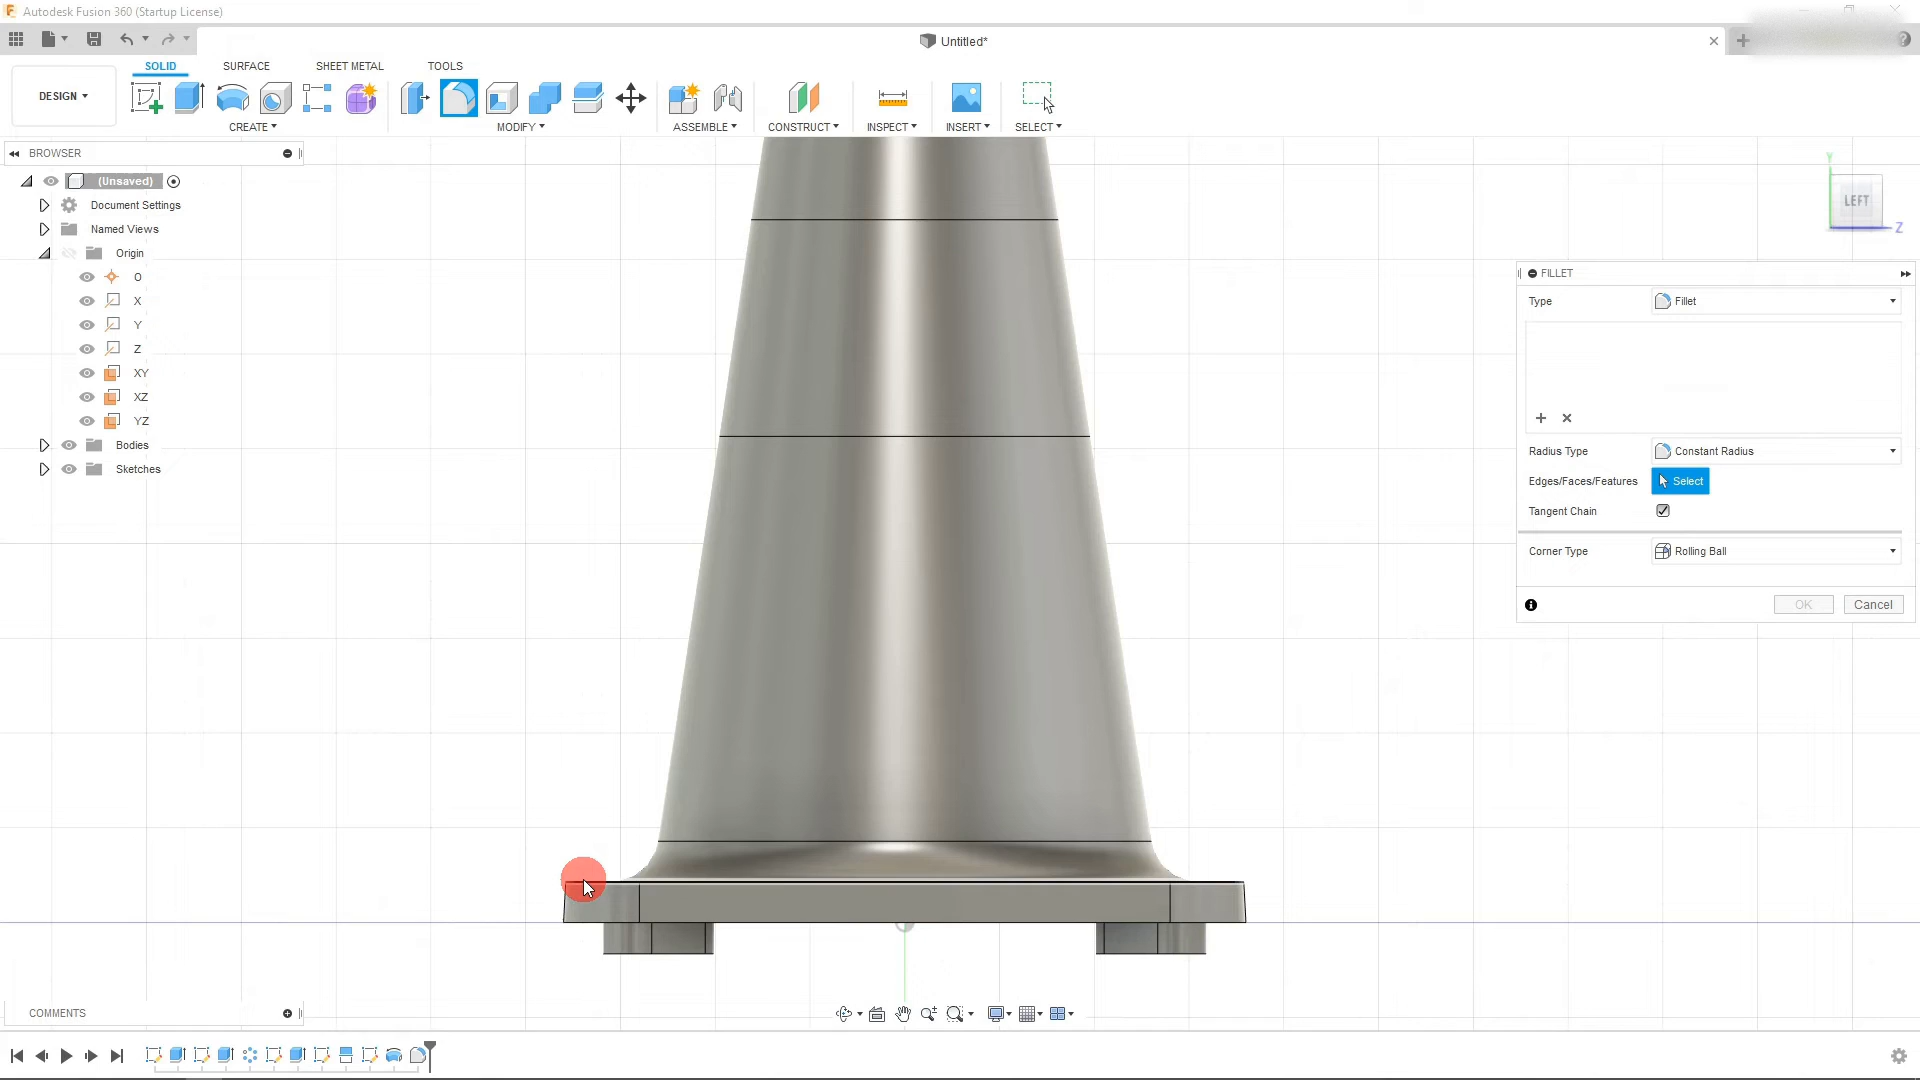 Autodesk Fusion 360 (Startup License)
Untitled*
DESIGN
SOLID
SURFACE
SHEET METAL
TOOLS
CREATE
MODIFY
ASSEMBLE
CONSTRUCT
INSPECT
INSERT
SELECT
BROWSER
(Unsaved)
Document Settings
Named Views
Origin
O
X
Y
Z
XY
XZ
YZ
Bodies
Sketches
Y
LEFT
Z
FILLET
Type Fillet
Radius Type Constant Radius
Edges/Faces/Features Select
Tangent Chain
Corner Type Rolling Ball
OK Cancel
COMMENTS